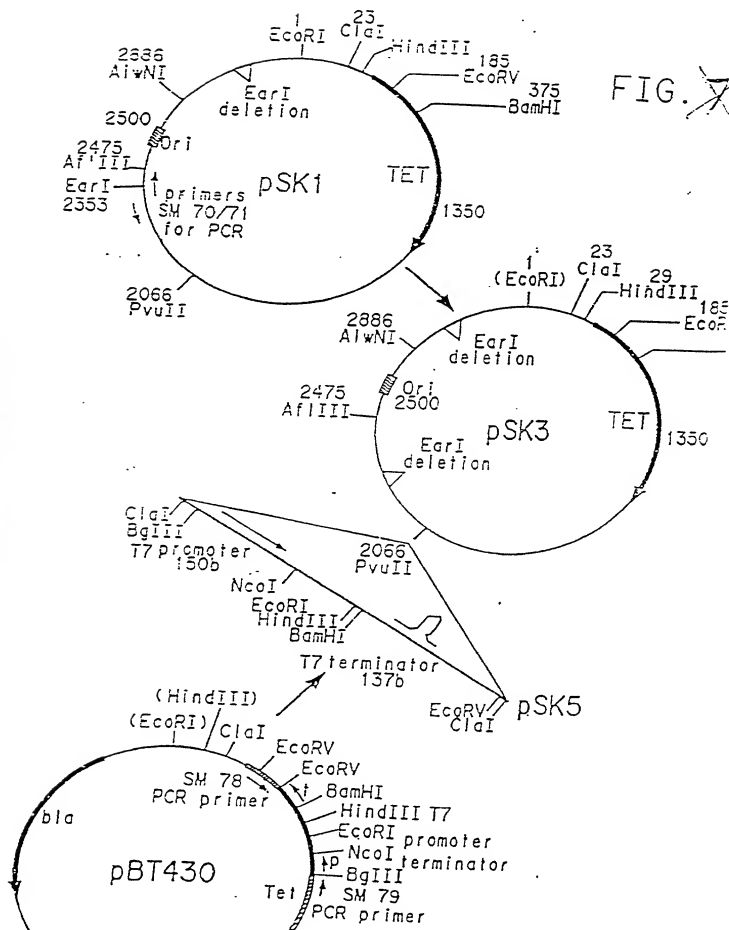 1
EcoRI
23
ClaI
HindIII
185
EcoRV
375
BamHI
FIG.
2886
AlwNI
EarI
deletion
2500
Ori
2475
AflIII
EarI
2353
primers
SM 70/71
for PCR
pSK1
TET
1350
2066
PvuII
1
(EcoRI)
23
ClaI
29
HindIII
185
EcoR
2886
AlwNI
EarI
deletion
Ori
2500
2475
AflIII
pSK3
TET
1350
EarI
deletion
2066
PvuII
ClaI
BglII
T7 promoter
150b
NcoI
EcoRI
HindIII
BamHI
T7 terminator
137b
EcoRV
ClaI
pSK5
(HindIII)
(EcoRI)
ClaI
EcoRV
EcoRV
SM 78
PCR primer
t
BamHI
HindIII T7
EcoRI promoter
NcoI terminator
p
BglII
bla
pBT430
Tet
SM 79
PCR primer